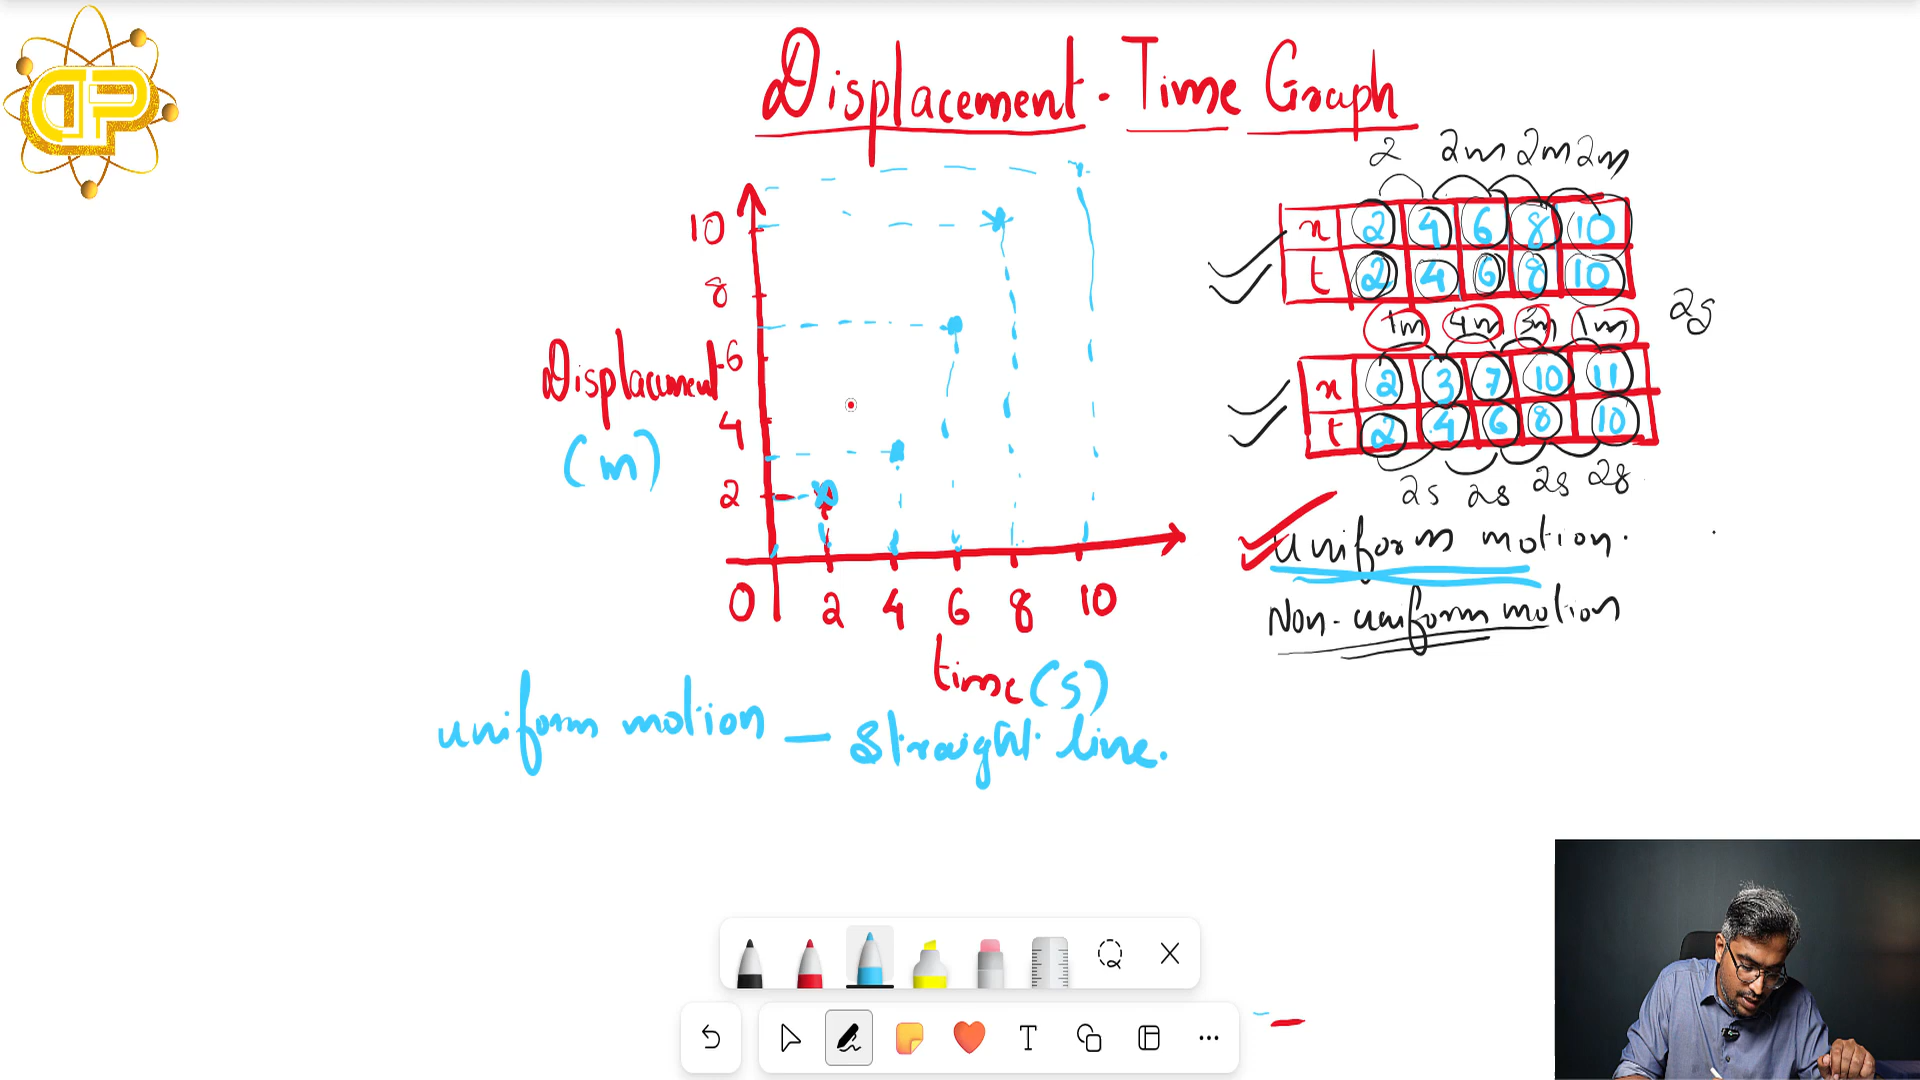 DP
Displacement - Time Graph
2 2m 2m 2m
x 2 4 6 8 10
t 2 4 6 8 10
1m 4m 3m 1m
2s
x 2 3 7 10 11
t 2 4 6 8 10
2s 2s 2s 2s
uniform motion.
Non-uniform motion
10
8
6
4
2
Displacement
(m)
0 2 4 6 8 10
time (s)
uniform motion – straight line.
T